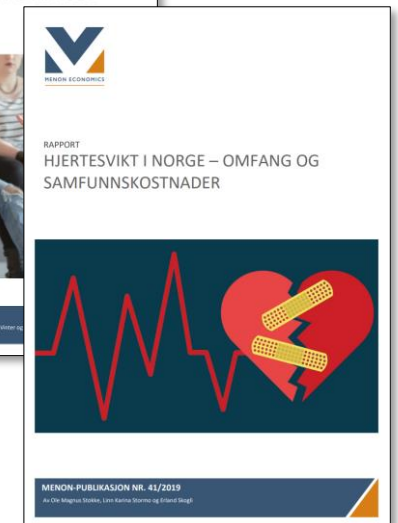 MENON ECONOMICS
RAPPORT
HJERTESVIKT I NORGE – OMFANG OG
SAMFUNNSKOSTNADER
MENON-PUBLIKASJON NR. 41/2019
Av Ole Magnus Stokke, Linn Karina Stormo og Erland Skogli
Vinter og